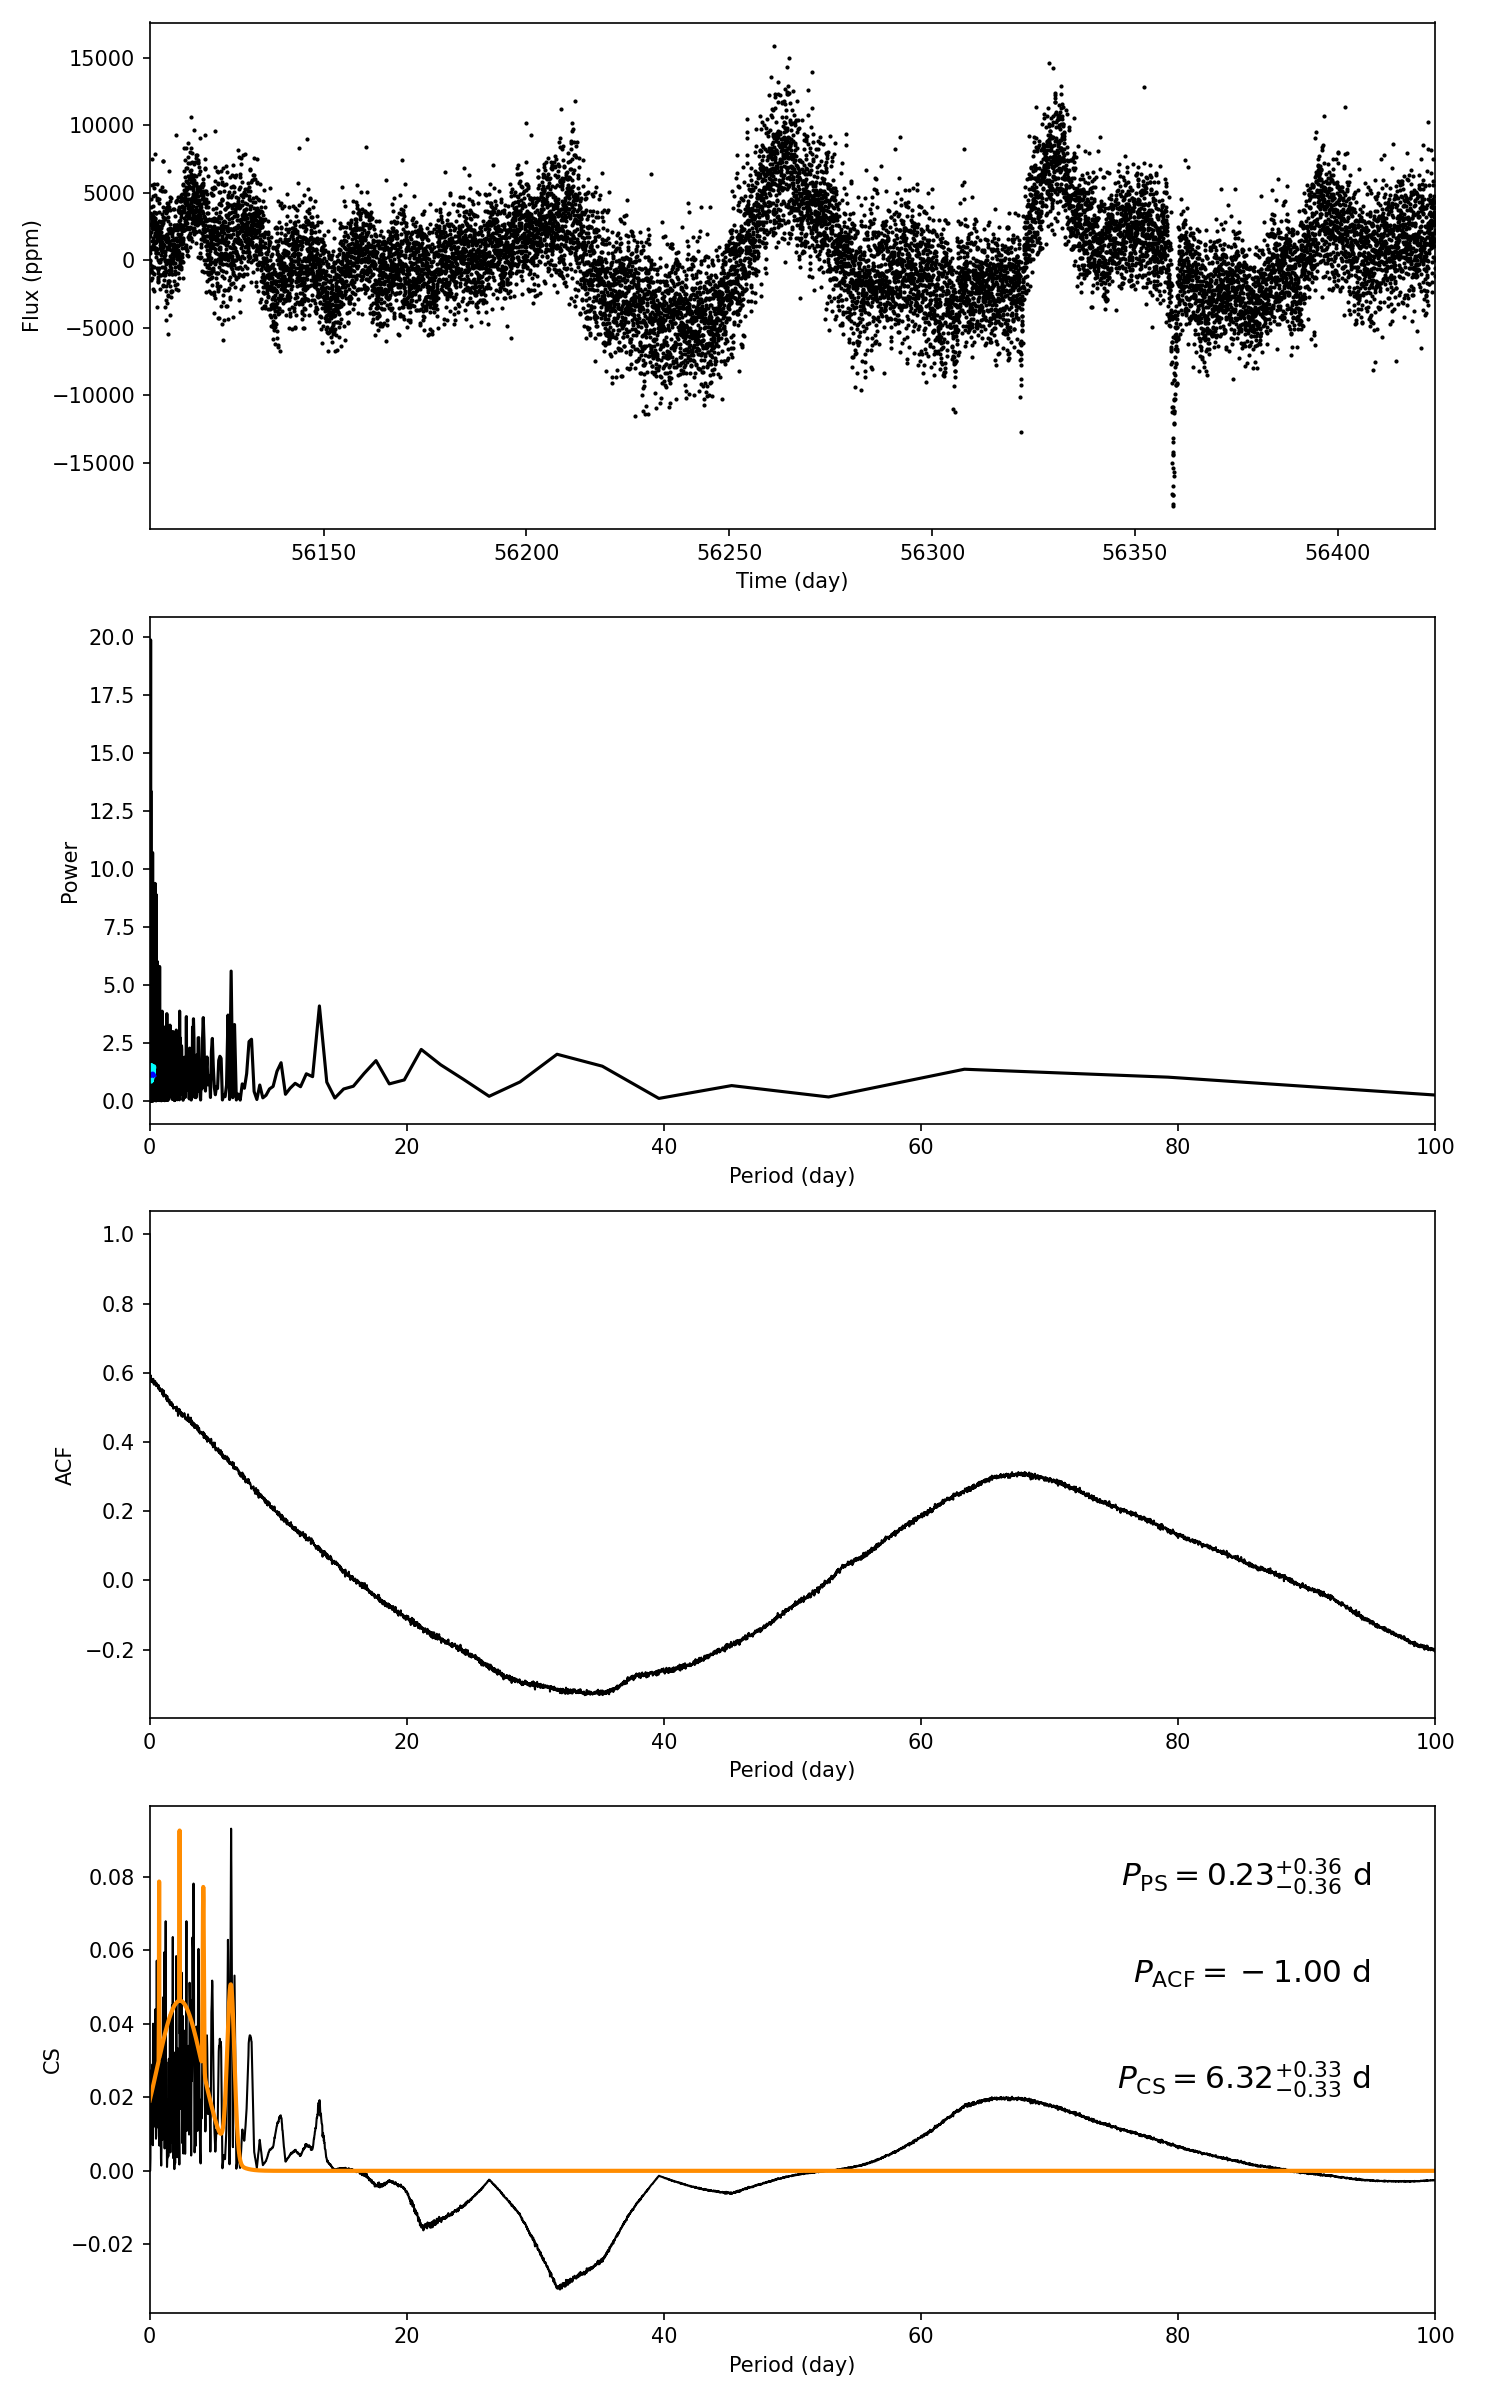 15000
10000
5000
0
−5000
−10000
−15000
Flux (ppm)
56150 56200 56250 56300 56350 56400
Time (day)
20.0
17.5
15.0
12.5
10.0
7.5
5.0
2.5
0.0
Power
0 20 40 60 80 100
Period (day)
1.0
0.8
0.6
0.4
0.2
0.0
−0.2
ACF
0 20 40 60 80 100
Period (day)
0.08
0.06
0.04
0.02
0.00
−0.02
CS
P_PS = 0.23^{+0.36}_{−0.36} d
P_ACF = −1.00 d
P_CS = 6.32^{+0.33}_{−0.33} d
0 20 40 60 80 100
Period (day)